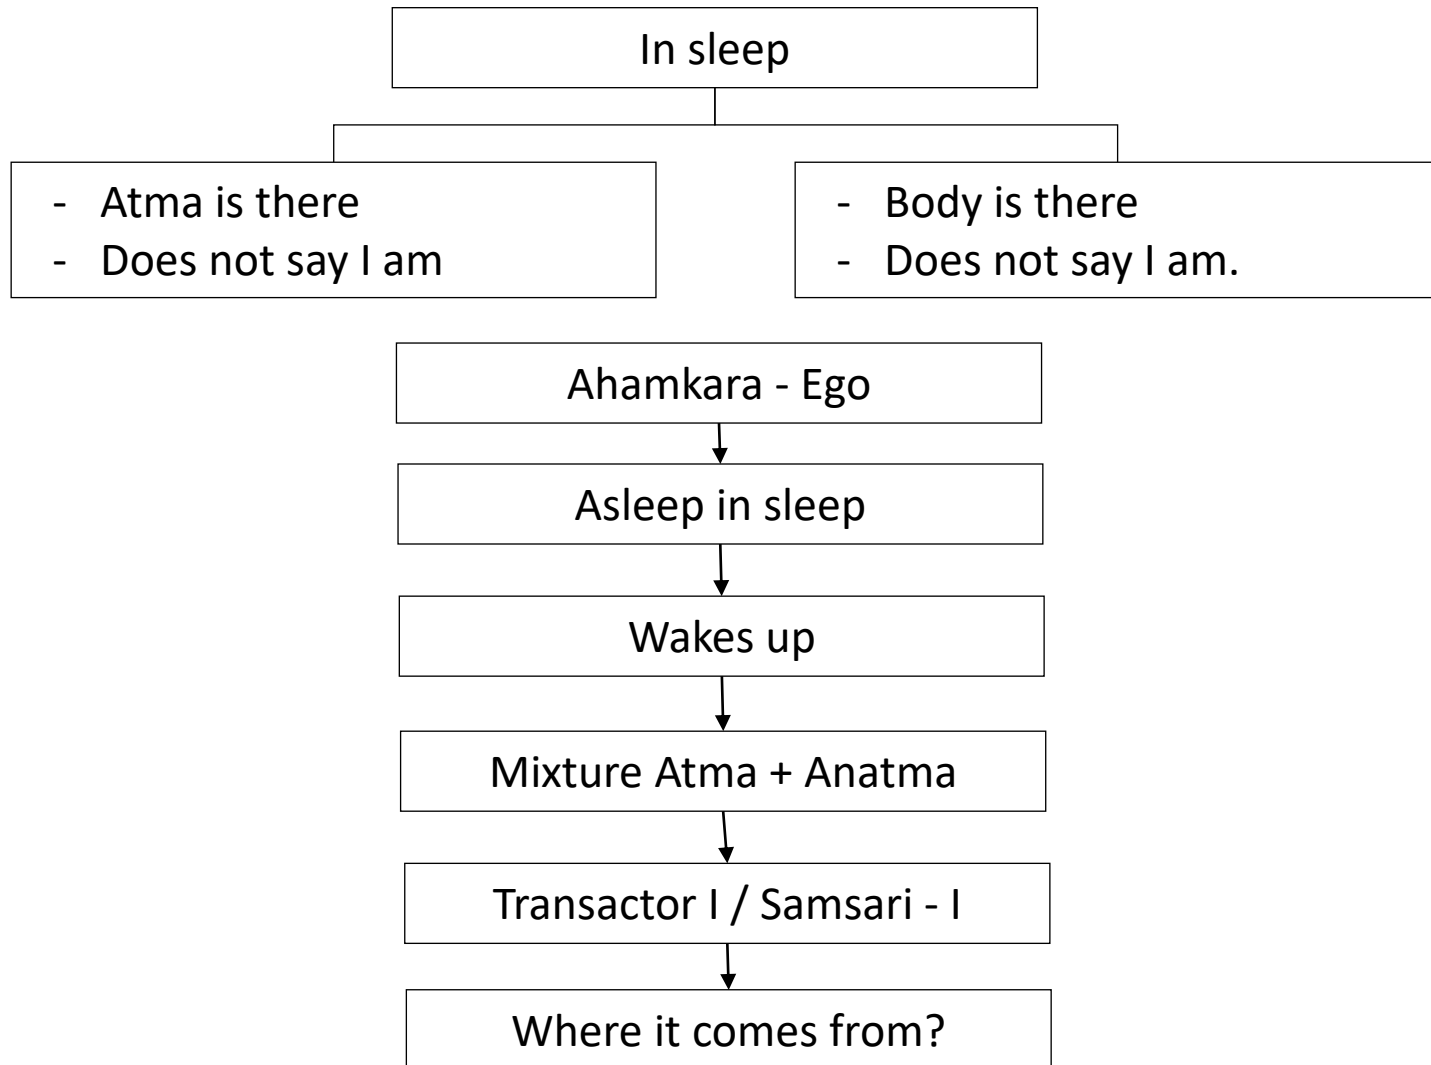 In sleep
- Atma is there
- Does not say I am
- Body is there
- Does not say I am.
Ahamkara - Ego
Asleep in sleep
Wakes up
Mixture Atma + Anatma
Transactor I / Samsari - I
Where it comes from?